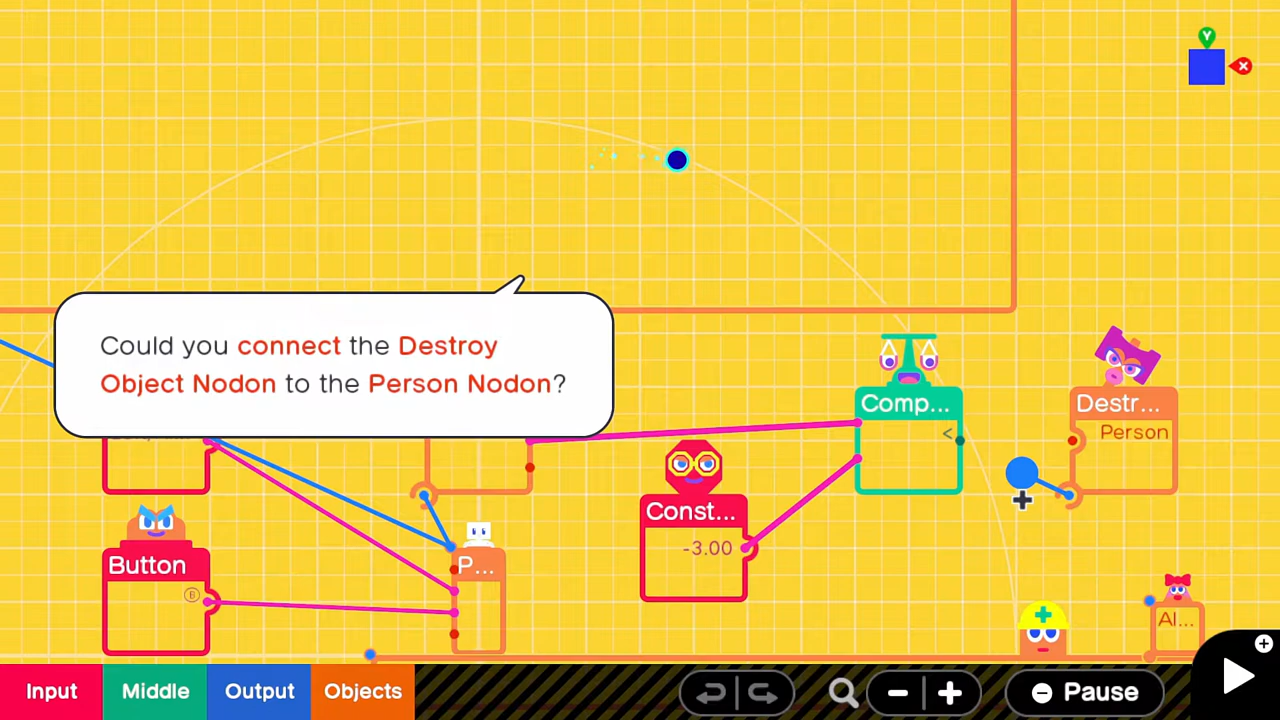 Y
X
Could you connect the Destroy
Object Nodon to the Person Nodon?
Comp...
<
Destr...
Person
Const...
-3.00
Button
B
P...
Al...
Input
Middle
Output
Objects
Pause